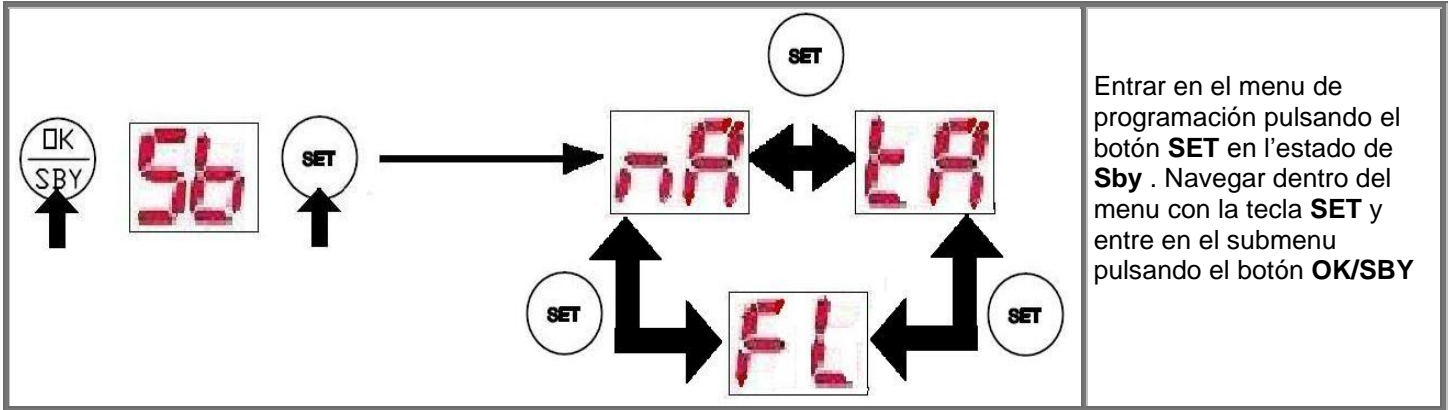 SET
OK
SBY
Sb
SET
nA
tA
SET
FL
SET
Entrar en el menu de
programación pulsando el
botón SET en l'estado de
Sby . Navegar dentro del
menu con la tecla SET y
entre en el submenu
pulsando el botón OK/SBY